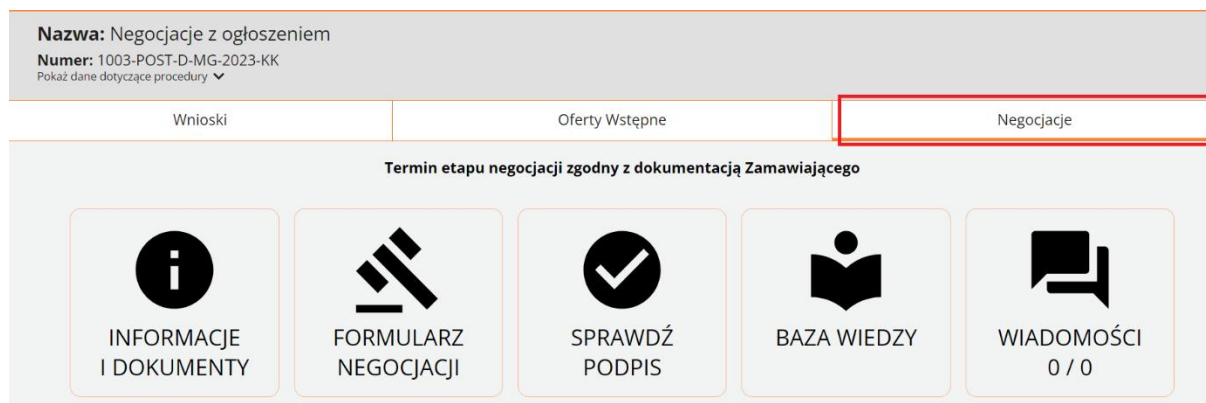 Nazwa: Negocjacje z ogłoszeniem
Numer: 1003-POST-D-MG-2023-KK
Pokaż dane dotyczące procedury
Wnioski
Oferty Wstępne
Negocjacje
Termin etapu negocjacji zgodny z dokumentacją Zamawiającego
INFORMACJE
I DOKUMENTY
FORMULARZ
NEGOCJACJI
SPRAWDŹ
PODPIS
BAZA WIEDZY
WIADOMOŚCI
0 / 0